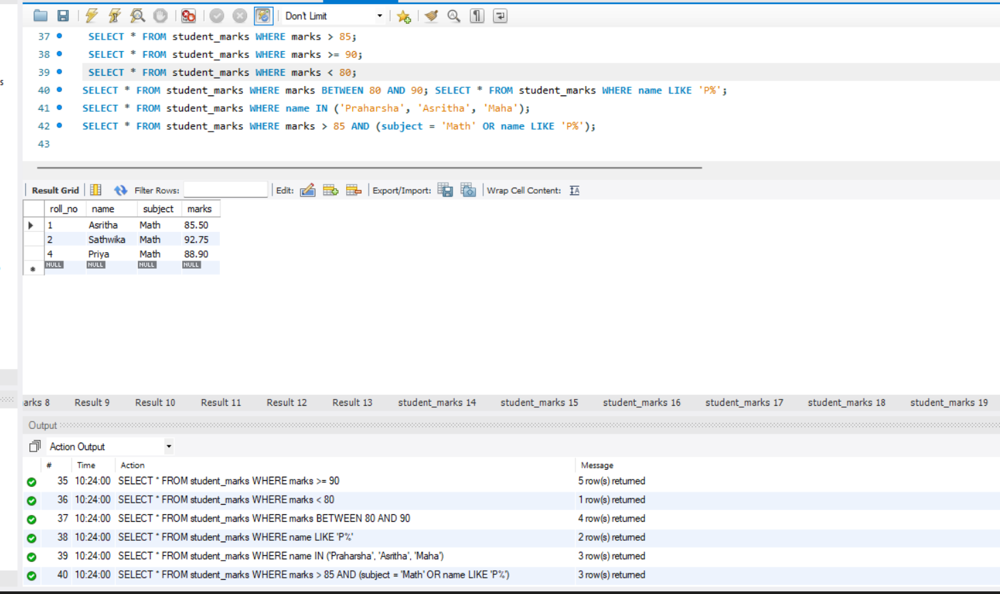 Don't Limit
37 SELECT * FROM student_marks WHERE marks > 85;
38 SELECT * FROM student_marks WHERE marks >= 90;
39 SELECT * FROM student_marks WHERE marks < 80;
s
40 SELECT * FROM student_marks WHERE marks BETWEEN 80 AND 90; SELECT * FROM student_marks WHERE name LIKE 'P%';
41 SELECT * FROM student_marks WHERE name IN ('Praharsha', 'Asritha', 'Maha');
42 SELECT * FROM student_marks WHERE marks > 85 AND (subject = 'Math' OR name LIKE 'P%');
43
Result Grid Filter Rows: Edit: Export/Import: Wrap Cell Content: IA
roll_no name subject marks
1 Asritha Math 85.50
2 Sathwika Math 92.75
4 Priya Math 88.90
NULL NULL NULL NULL
arks 8 Result 9 Result 10 Result 11 Result 12 Result 13 student_marks 14 student_marks 15 student_marks 16 student_marks 17 student_marks 18 student_marks 19
Output
Action Output
# Time Action Message
35 10:24:00 SELECT * FROM student_marks WHERE marks >= 90 5 row(s) returned
36 10:24:00 SELECT * FROM student_marks WHERE marks < 80 1 row(s) returned
37 10:24:00 SELECT * FROM student_marks WHERE marks BETWEEN 80 AND 90 4 row(s) returned
38 10:24:00 SELECT * FROM student_marks WHERE name LIKE 'P%' 2 row(s) returned
39 10:24:00 SELECT * FROM student_marks WHERE name IN ('Praharsha', 'Asritha', 'Maha') 3 row(s) returned
40 10:24:00 SELECT * FROM student_marks WHERE marks > 85 AND (subject = 'Math' OR name LIKE 'P%') 3 row(s) returned